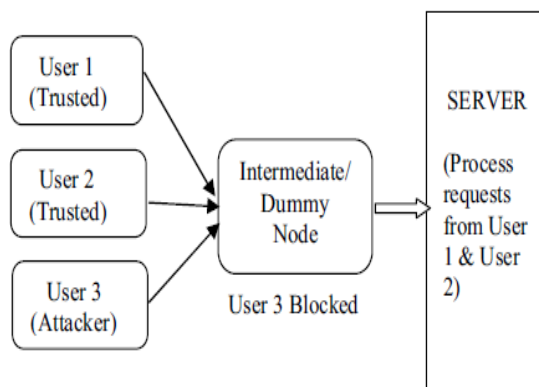 User 1
(Trusted)
User 2
(Trusted)
User 3
(Attacker)
Intermediate/
Dummy
Node
User 3 Blocked
SERVER
(Process
requests
from User
1 & User
2)